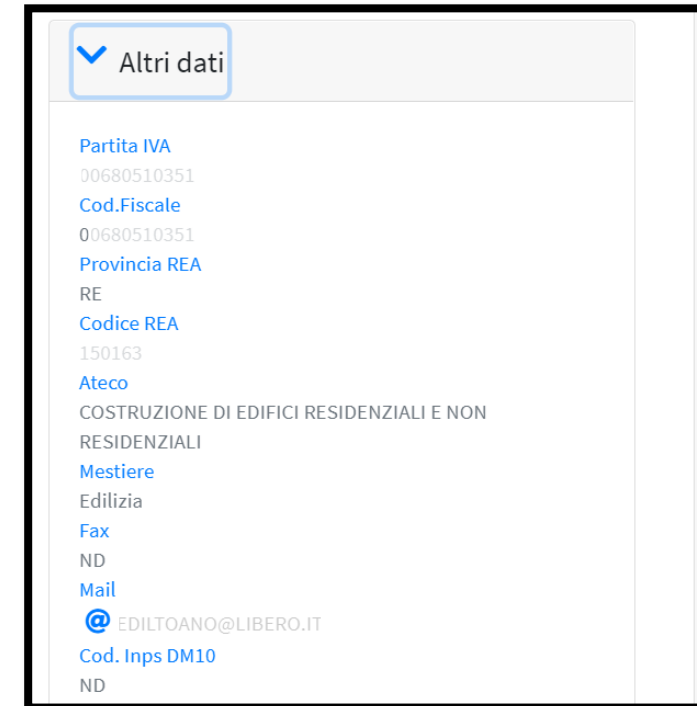 Altri dati
Partita IVA
00680510351
Cod.Fiscale
00680510351
Provincia REA
RE
Codice REA
150163
Ateco
COSTRUZIONE DI EDIFICI RESIDENZIALI E NON
RESIDENZIALI
Mestiere
Edilizia
Fax
ND
Mail
@ EDILTOANO@LIBERO.IT
Cod. Inps DM10
ND